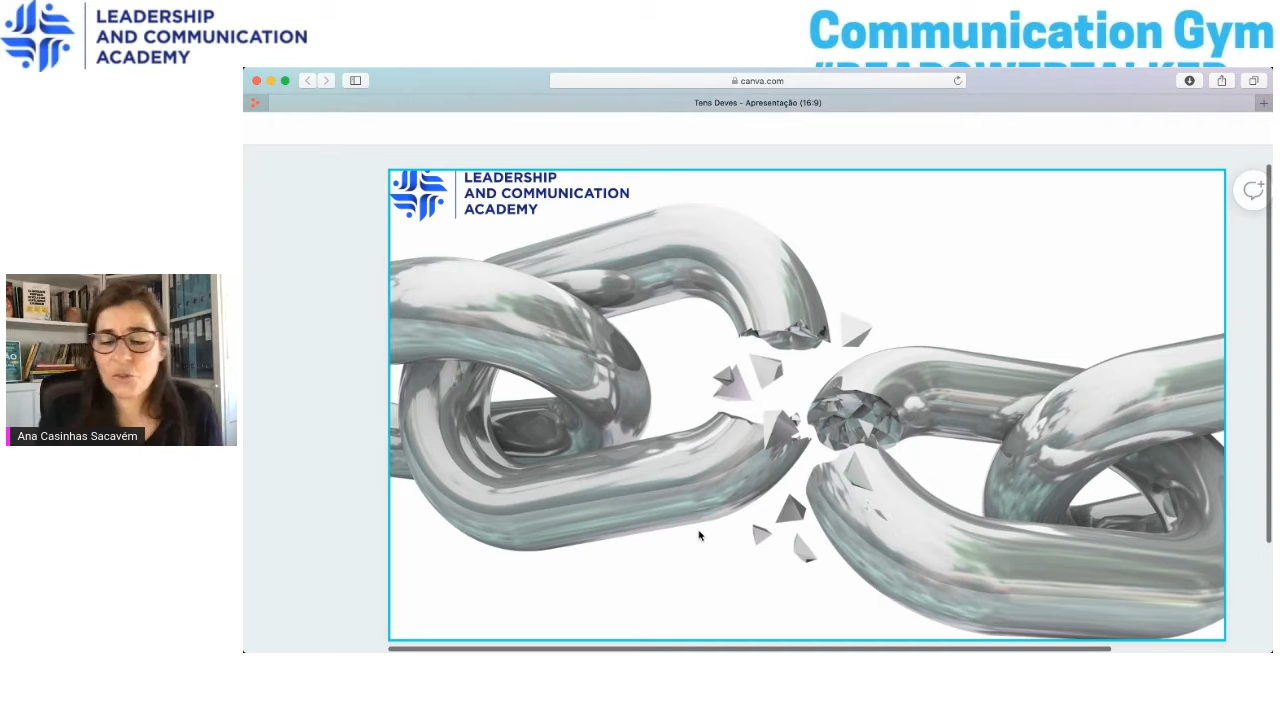 LEADERSHIP
AND COMMUNICATION
ACADEMY
Communication Gym
#BEAPOWERTALKER
canva.com
Tens Deves - Apresentação (16:9)
LEADERSHIP
AND COMMUNICATION
ACADEMY
Ana Casinhas Sacavém